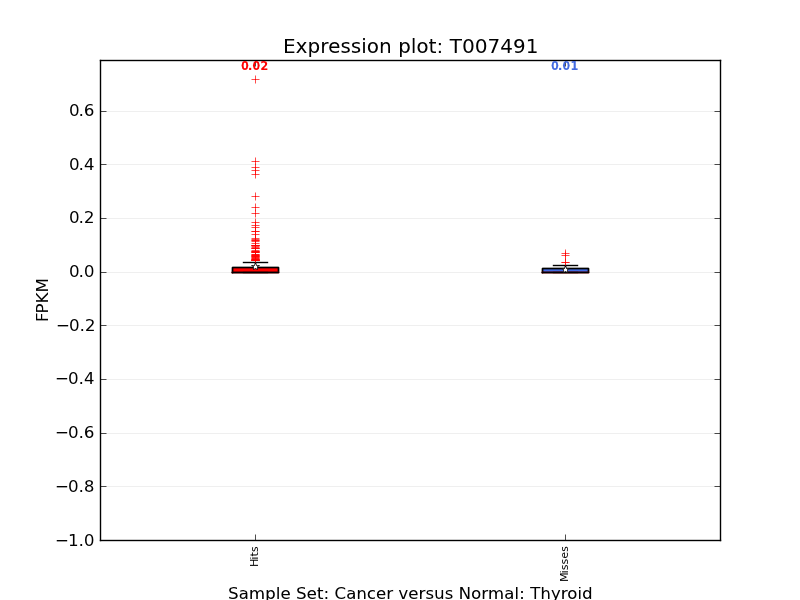 Expression plot: T007491
0.02 0.01
0.6
0.4
0.2
0.0
−0.2
−0.4
−0.6
−0.8
−1.0
FPKM
Hits Misses
Sample Set: Cancer versus Normal: Thyroid